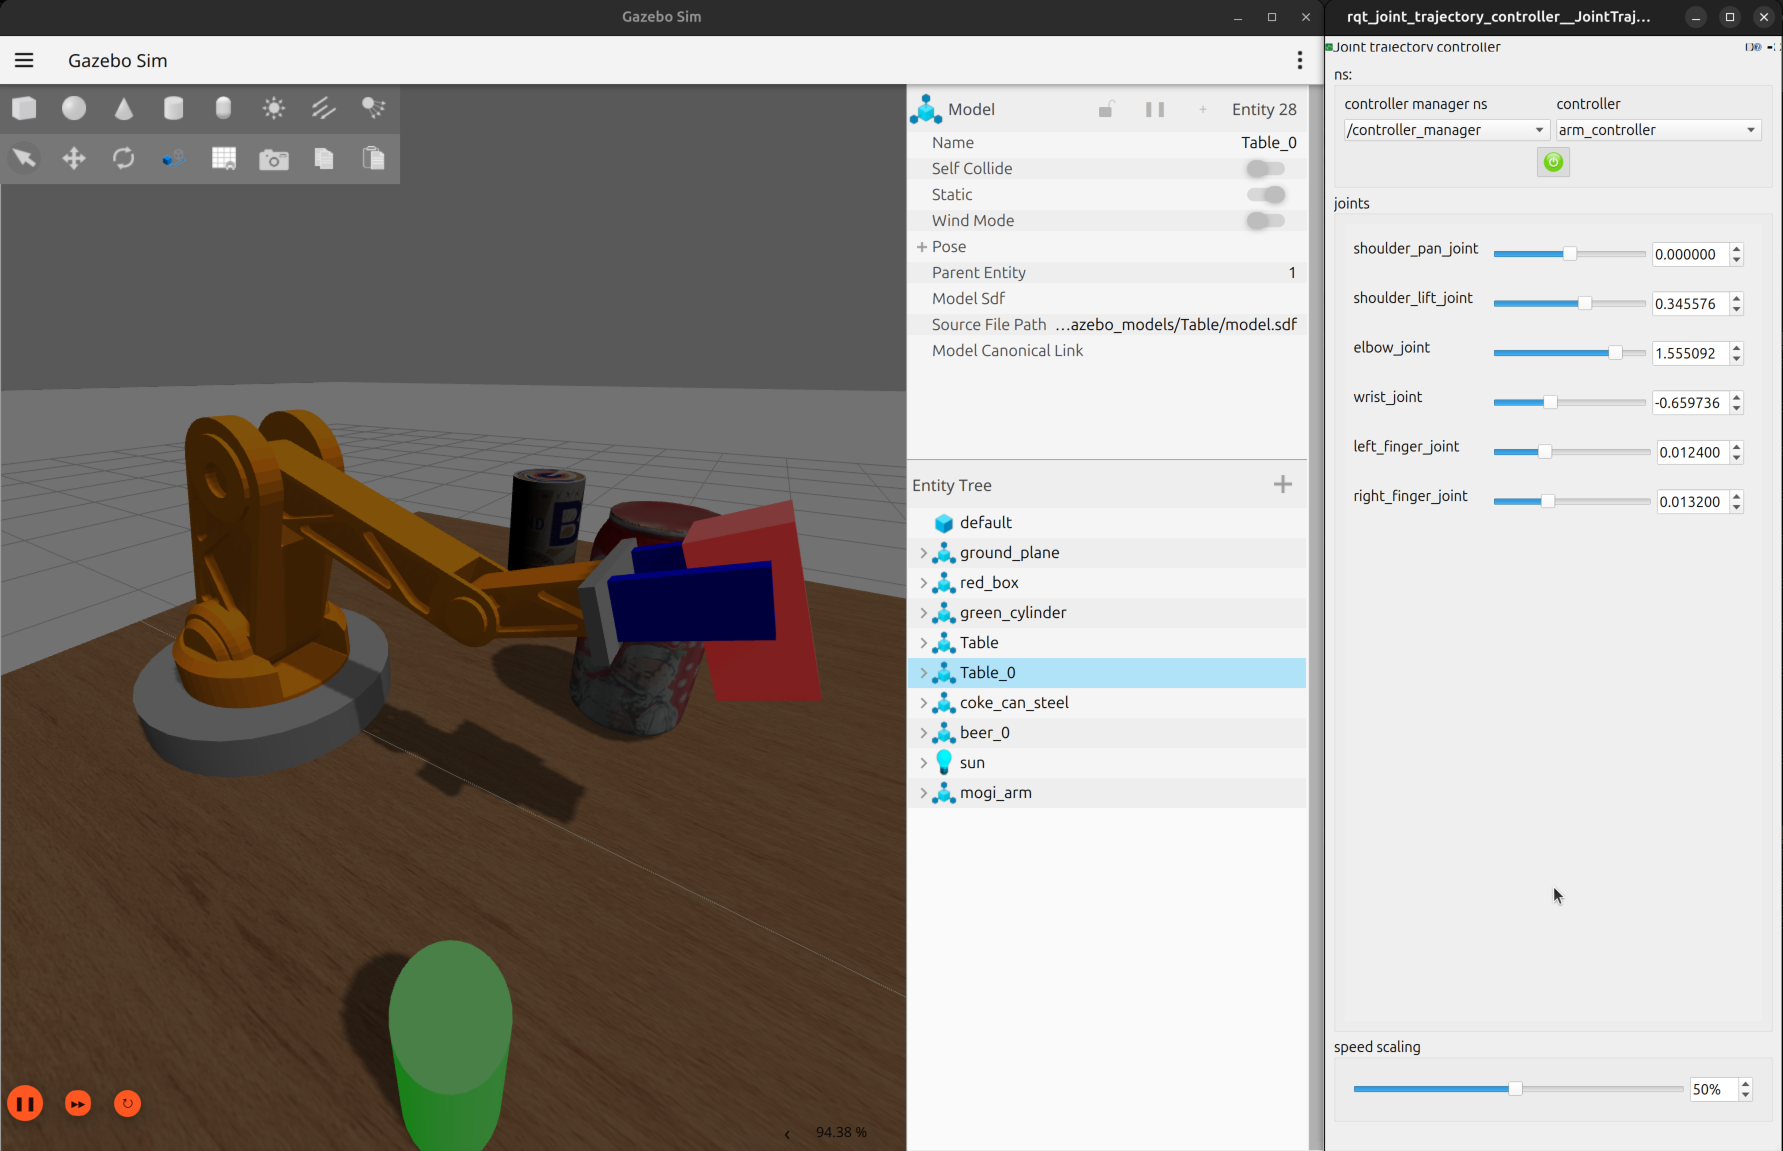 Gazebo Sim
Gazebo Sim
Model
Entity 28
Name
Table_0
Self Collide
Static
Wind Mode
Pose
Parent Entity
1
Model Sdf
Source File Path
...azebo_models/Table/model.sdf
Model Canonical Link
Entity Tree
default
ground_plane
red_box
green_cylinder
Table
Table_0
coke_can_steel
beer_0
sun
mogi_arm
B
94.38 %
rqt_joint_trajectory_controller__JointTraj...
Joint trajectory controller
ns:
controller manager ns
controller
/controller_manager
arm_controller
joints
shoulder_pan_joint
0.000000
shoulder_lift_joint
0.345576
elbow_joint
1.555092
wrist_joint
-0.659736
left_finger_joint
0.012400
right_finger_joint
0.013200
speed scaling
50%